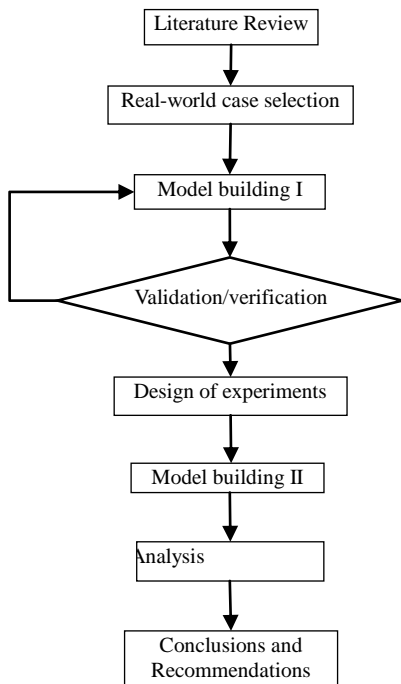 Literature Review
Real-world case selection
Model building I
Validation/verification
Design of experiments
Model building II
Analysis
Conclusions and
Recommendations